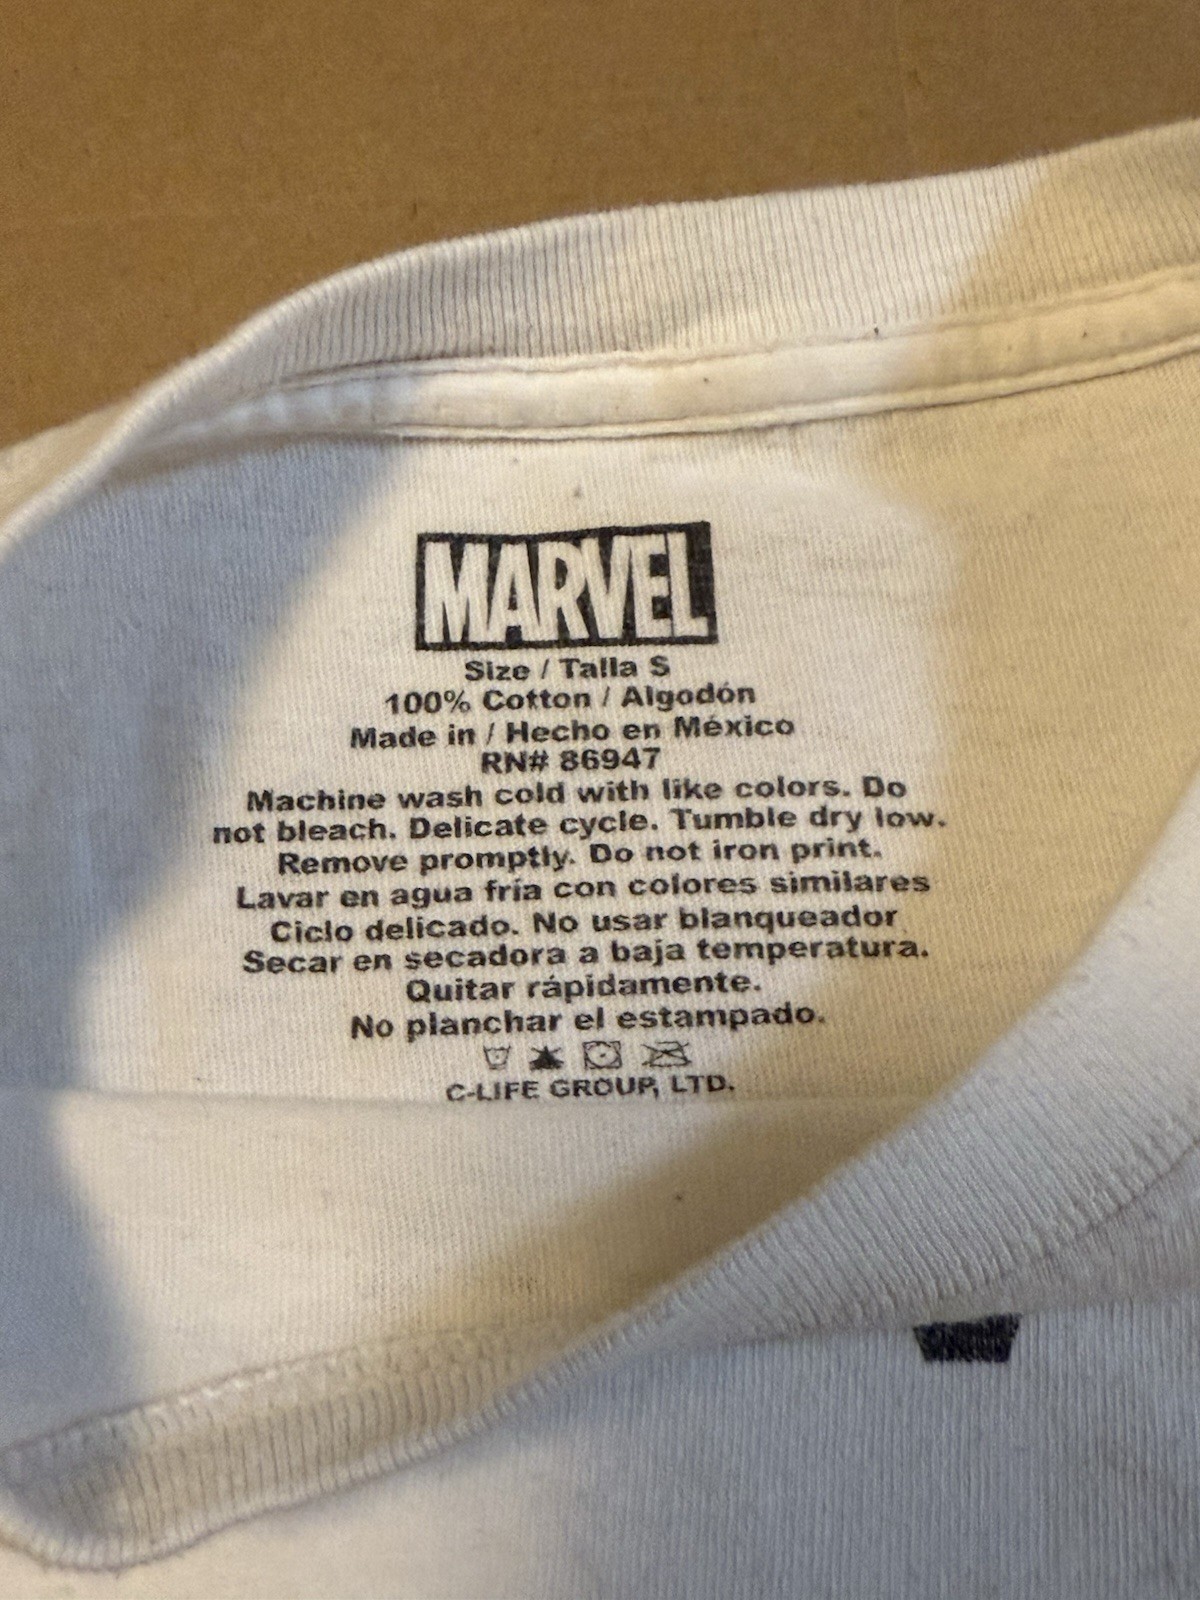 MARVEL
Size / Talla S
100% Cotton / Algodón
Made in / Hecho en México
RN# 86947
Machine wash cold with like colors. Do
not bleach. Delicate cycle. Tumble dry low.
Remove promptly. Do not iron print.
Lavar en agua fría con colores similares
Ciclo delicado. No usar blanqueador
Secar en secadora a baja temperatura.
Quitar rápidamente.
No planchar el estampado.
C-LIFE GROUP, LTD.